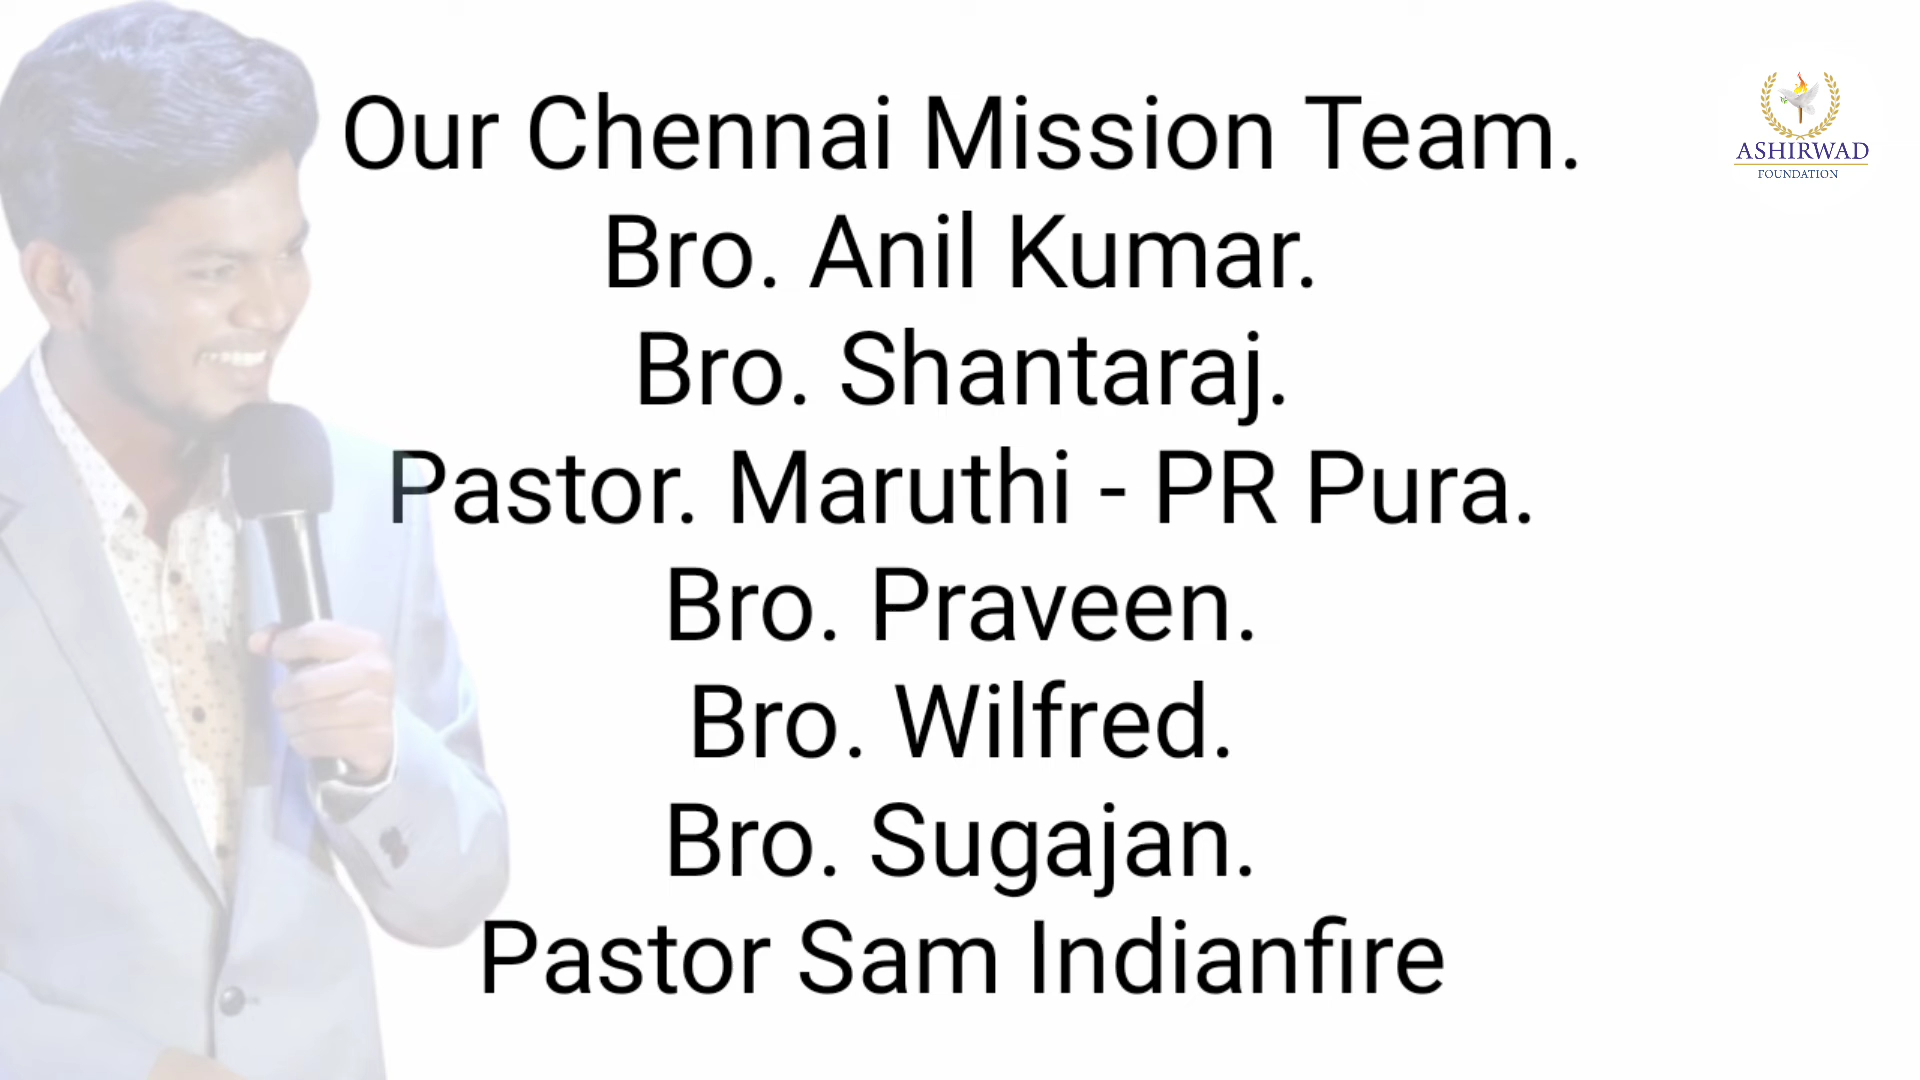 Our Chennai Mission Team.
Bro. Anil Kumar.
Bro. Shantaraj.
Pastor. Maruthi - PR Pura.
Bro. Praveen.
Bro. Wilfred.
Bro. Sugajan.
Pastor Sam Indianfire
ASHIRWAD
FOUNDATION